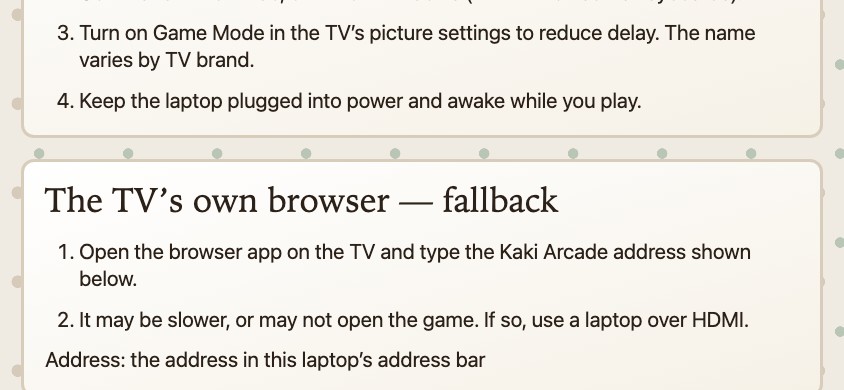 3. Turn on Game Mode in the TV’s picture settings to reduce delay. The name
varies by TV brand.
4. Keep the laptop plugged into power and awake while you play.
The TV’s own browser — fallback
1. Open the browser app on the TV and type the Kaki Arcade address shown
below.
2. It may be slower, or may not open the game. If so, use a laptop over HDMI.
Address: the address in this laptop’s address bar